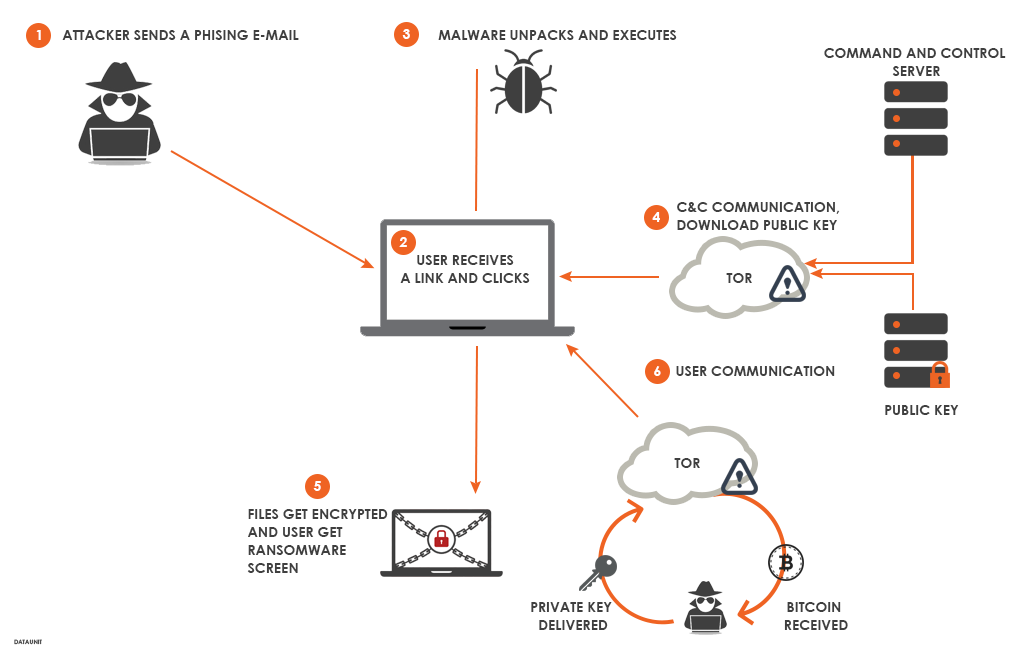 1
ATTACKER SENDS A PHISING E-MAIL
3
MALWARE UNPACKS AND EXECUTES
COMMAND AND CONTROL
SERVER
4
C&C COMMUNICATION,
DOWNLOAD PUBLIC KEY
2
USER RECEIVES
A LINK AND CLICKS
TOR
6
USER COMMUNICATION
PUBLIC KEY
TOR
5
FILES GET ENCRYPTED
AND USER GET
RANSOMWARE
SCREEN
PRIVATE KEY
DELIVERED
BITCOIN
RECEIVED
DATAUNIT